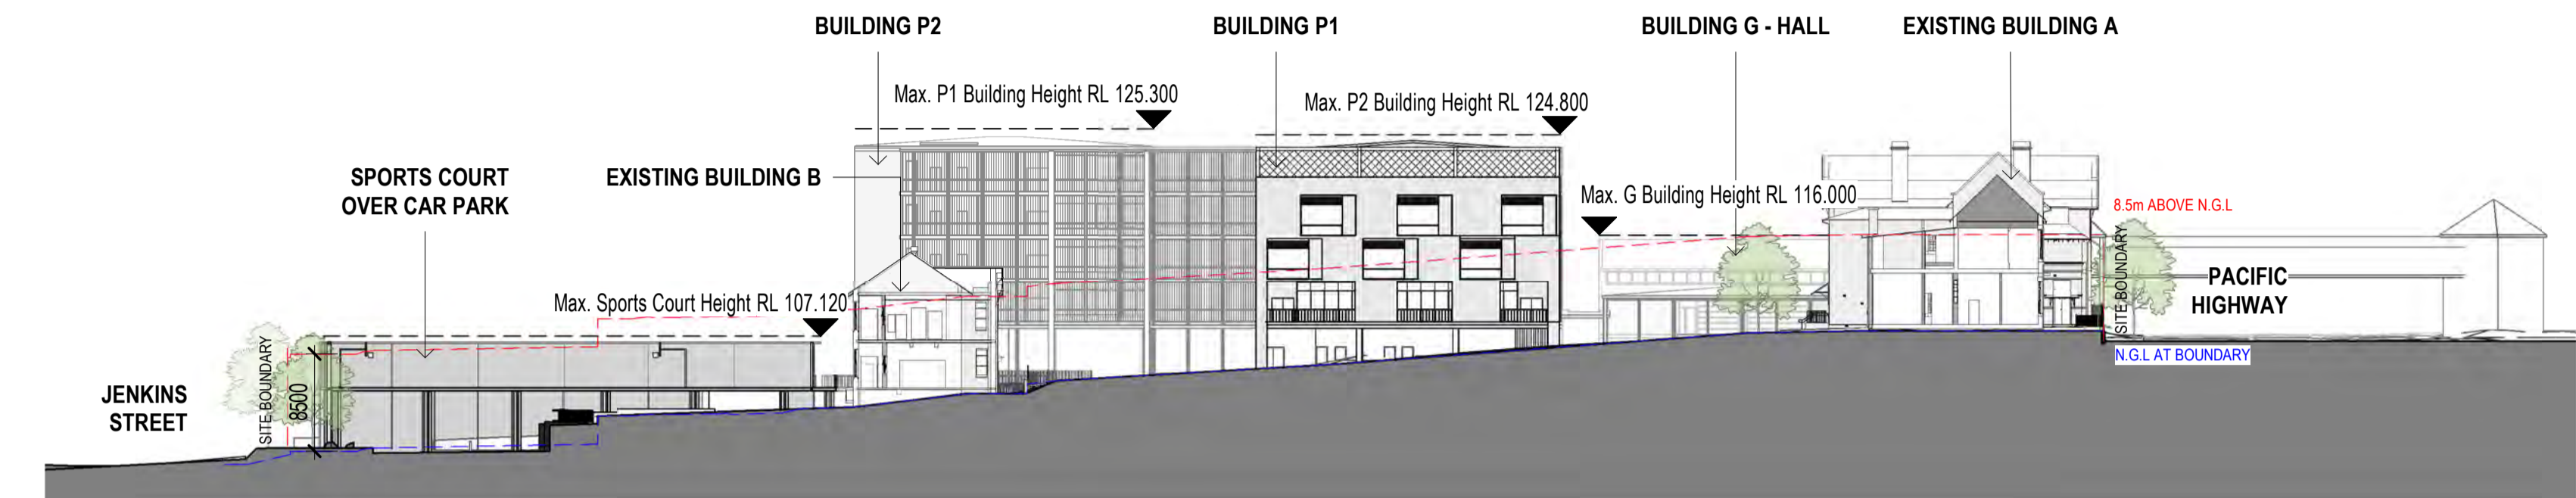 BUILDING P2
BUILDING P1
BUILDING G - HALL
EXISTING BUILDING A
Max. P1 Building Height RL 125.300
Max. P2 Building Height RL 124.800
SPORTS COURT
OVER CAR PARK
EXISTING BUILDING B
Max. G Building Height RL 116.000
8.5m ABOVE N.G.L
Max. Sports Court Height RL 107.120
PACIFIC
HIGHWAY
SITE BOUNDARY
N.G.L AT BOUNDARY
JENKINS
STREET
SITE BOUNDARY
8500